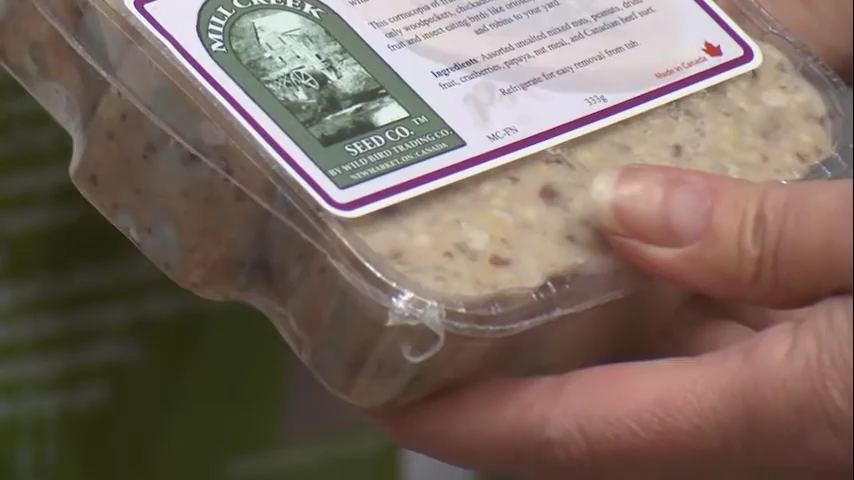 MILL CREEK
SEED CO.™
BY WILD BIRD TRADING CO.
NEWMARKET, ON. CANADA
This cornucopia of fruit
only woodpeckers, chickadees
fruit and insect eating birds like orioles
and robins to your yard.
Ingredients: Assorted unsalted mixed nuts, peanuts, dried
fruit, cranberries, papaya, nut meal, and Canadian beef suet.
Refrigerate for easy removal from tub.
MC-FN
333g
Made in Canada